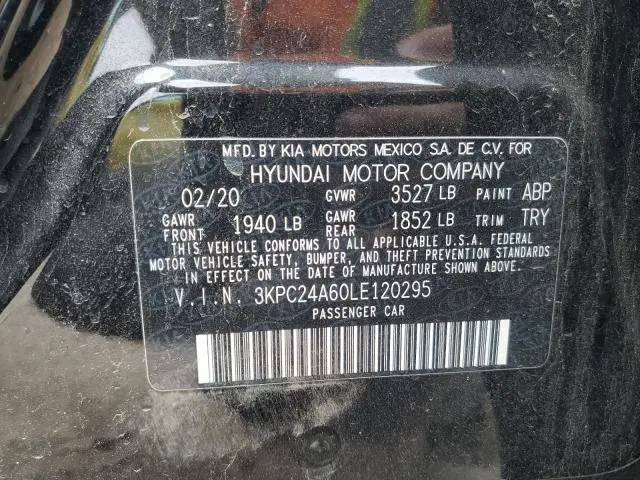 MFD. BY KIA MOTORS MEXICO S.A. DE C.V. FOR
HYUNDAI MOTOR COMPANY
02/20 GVWR 3527 LB PAINT ABP
GAWR FRONT 1940 LB GAWR REAR 1852 LB TRIM TRY
THIS VEHICLE CONFORMS TO ALL APPLICABLE U.S.A. FEDERAL
MOTOR VEHICLE SAFETY, BUMPER, AND THEFT PREVENTION STANDARDS
IN EFFECT ON THE DATE OF MANUFACTURE SHOWN ABOVE.
V.I.N. 3KPC24A60LE120295
PASSENGER CAR